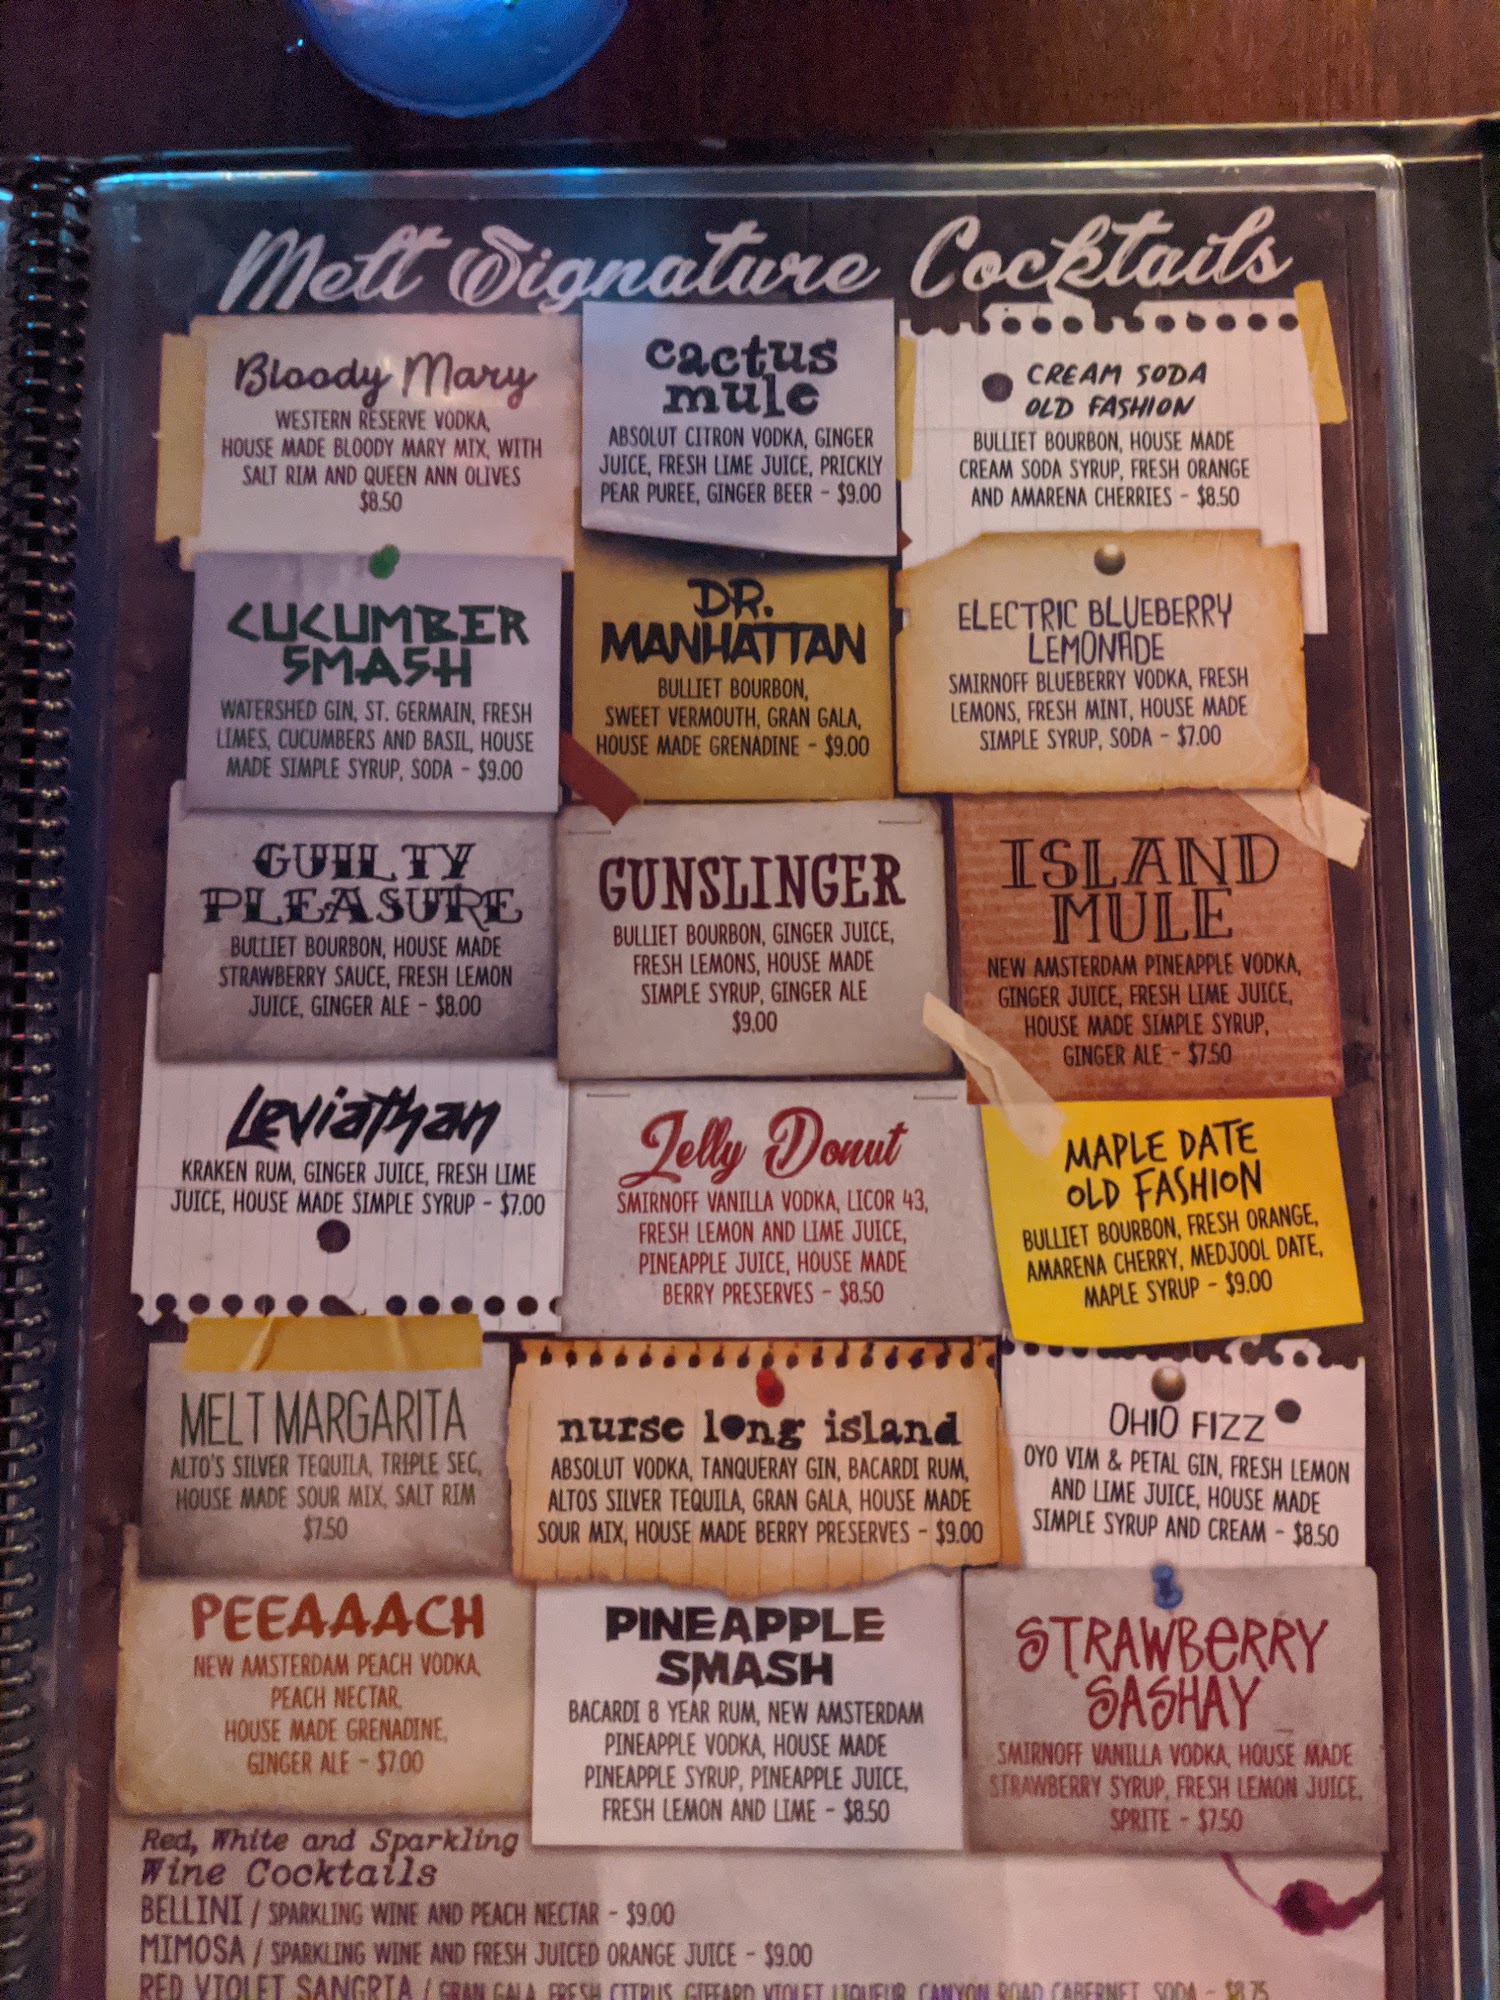 Melt Signature Cocktails
Bloody Mary
WESTERN RESERVE VODKA,
HOUSE MADE BLOODY MARY MIX, WITH
SALT RIM AND QUEEN ANN OLIVES
$8.50
cactus
mule
ABSOLUT CITRON VODKA, GINGER
JUICE, FRESH LIME JUICE, PRICKLY
PEAR PUREE, GINGER BEER - $9.00
CREAM SODA
OLD FASHION
BULLIET BOURBON, HOUSE MADE
CREAM SODA SYRUP, FRESH ORANGE
AND AMARENA CHERRIES - $8.50
CUCUMBER
SMASH
WATERSHED GIN, ST. GERMAIN, FRESH
LIMES, CUCUMBERS AND BASIL, HOUSE
MADE SIMPLE SYRUP, SODA - $9.00
DR.
MANHATTAN
BULLIET BOURBON,
SWEET VERMOUTH, GRAN GALA,
HOUSE MADE GRENADINE - $9.00
ELECTRIC BLUEBERRY
LEMONADE
SMIRNOFF BLUEBERRY VODKA, FRESH
LEMONS, FRESH MINT, HOUSE MADE
SIMPLE SYRUP, SODA - $7.00
GUILTY
PLEASURE
BULLIET BOURBON, HOUSE MADE
STRAWBERRY SAUCE, FRESH LEMON
JUICE, GINGER ALE - $8.00
GUNSLINGER
BULLIET BOURBON, GINGER JUICE,
FRESH LEMONS, HOUSE MADE
SIMPLE SYRUP, GINGER ALE
$9.00
ISLAND
MULE
NEW AMSTERDAM PINEAPPLE VODKA,
GINGER JUICE, FRESH LIME JUICE,
HOUSE MADE SIMPLE SYRUP,
GINGER ALE - $7.50
Leviathan
KRAKEN RUM, GINGER JUICE, FRESH LIME
JUICE, HOUSE MADE SIMPLE SYRUP - $7.00
Jelly Donut
SMIRNOFF VANILLA VODKA, LICOR 43,
FRESH LEMON AND LIME JUICE,
PINEAPPLE JUICE, HOUSE MADE
BERRY PRESERVES - $8.50
MAPLE DATE
OLD FASHION
BULLIET BOURBON, FRESH ORANGE,
AMARENA CHERRY, MEDJOOL DATE,
MAPLE SYRUP - $9.00
MELT MARGARITA
ALTO'S SILVER TEQUILA, TRIPLE SEC,
HOUSE MADE SOUR MIX, SALT RIM
$7.50
nurse long island
ABSOLUT VODKA, TANQUERAY GIN, BACARDI RUM,
ALTOS SILVER TEQUILA, GRAN GALA, HOUSE MADE
SOUR MIX, HOUSE MADE BERRY PRESERVES - $9.00
OHIO FIZZ
OYO VIM & PETAL GIN, FRESH LEMON
AND LIME JUICE, HOUSE MADE
SIMPLE SYRUP AND CREAM - $8.50
PEEAAACH
NEW AMSTERDAM PEACH VODKA,
PEACH NECTAR,
HOUSE MADE GRENADINE,
GINGER ALE - $7.00
PINEAPPLE
SMASH
BACARDI 8 YEAR RUM, NEW AMSTERDAM
PINEAPPLE VODKA, HOUSE MADE
PINEAPPLE SYRUP, PINEAPPLE JUICE,
FRESH LEMON AND LIME - $8.50
STRAWBERRY
SASHAY
SMIRNOFF VANILLA VODKA, HOUSE MADE
STRAWBERRY SYRUP, FRESH LEMON JUICE,
SPRITE - $7.50
Red, White and Sparkling
Wine Cocktails
BELLINI / SPARKLING WINE AND PEACH NECTAR - $9.00
MIMOSA / SPARKLING WINE AND FRESH JUICED ORANGE JUICE - $9.00
RED VIOLET SANGRIA / GRAN GALA, FRESH CITRUS, GIFFARD VIOLET LIQUEUR, CANYON ROAD CABERNET, SODA - $8.75